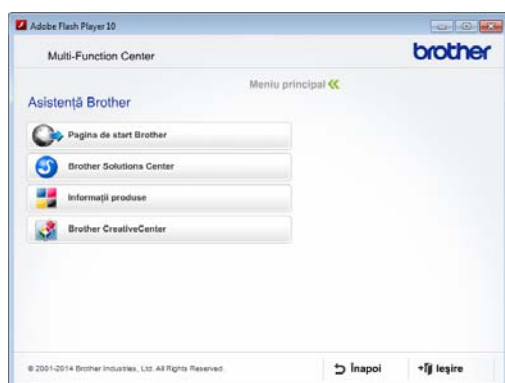 Adobe Flash Player 10
Multi-Function Center
brother
Meniu principal
Asistență Brother
Pagina de start Brother
Brother Solutions Center
Informații produse
Brother CreativeCenter
© 2001-2014 Brother Industries, Ltd. All Rights Reserved.
Înapoi
Ieşire